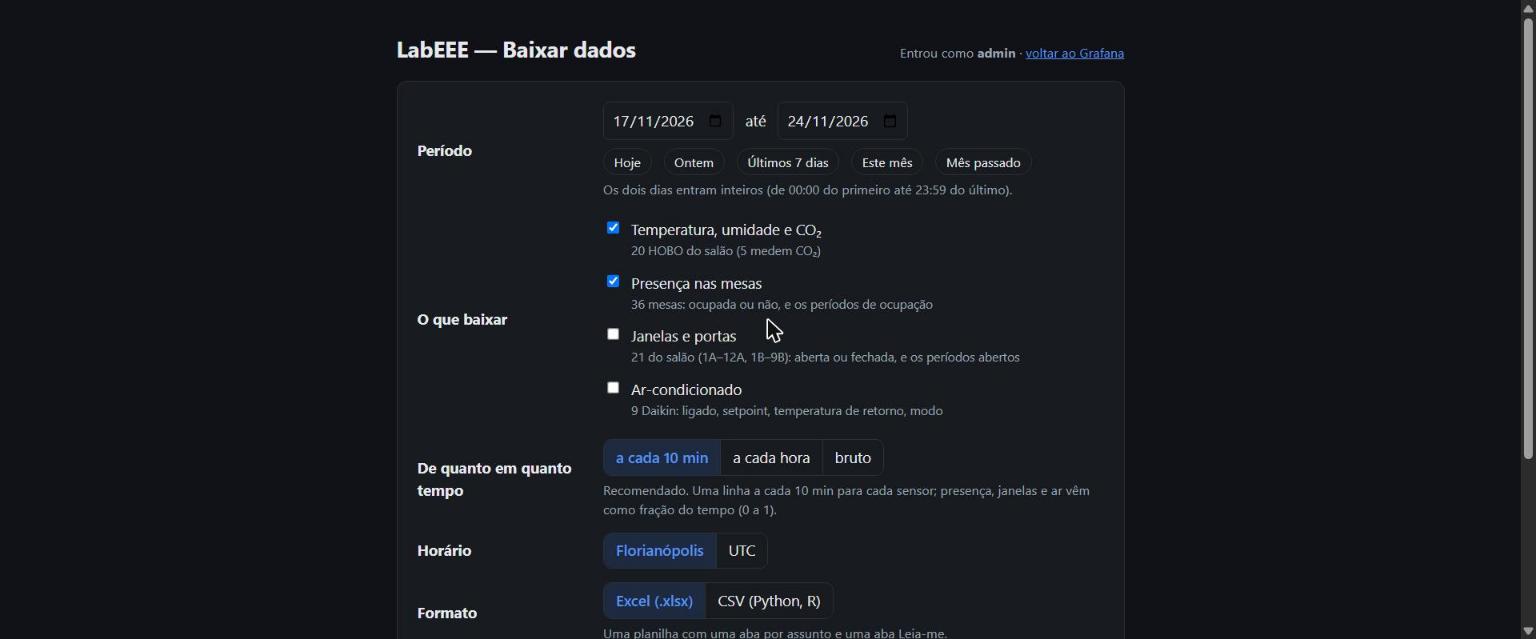 LabEEE — Baixar dados
Entrou como admin · voltar ao Grafana
Período
17/11/2026 até 24/11/2026
Hoje Ontem Últimos 7 dias Este mês Mês passado
Os dois dias entram inteiros (de 00:00 do primeiro até 23:59 do último).
O que baixar
Temperatura, umidade e CO₂
20 HOBO do salão (5 medem CO₂)
Presença nas mesas
36 mesas: ocupada ou não, e os períodos de ocupação
Janelas e portas
21 do salão (1A–12A, 1B–9B): aberta ou fechada, e os períodos abertos
Ar-condicionado
9 Daikin: ligado, setpoint, temperatura de retorno, modo
De quanto em quanto
tempo
a cada 10 min a cada hora bruto
Recomendado. Uma linha a cada 10 min para cada sensor; presença, janelas e ar vêm
como fração do tempo (0 a 1).
Horário
Florianópolis UTC
Formato
Excel (.xlsx) CSV (Python, R)
Uma planilha com uma aba por assunto e uma aba Leia-me.